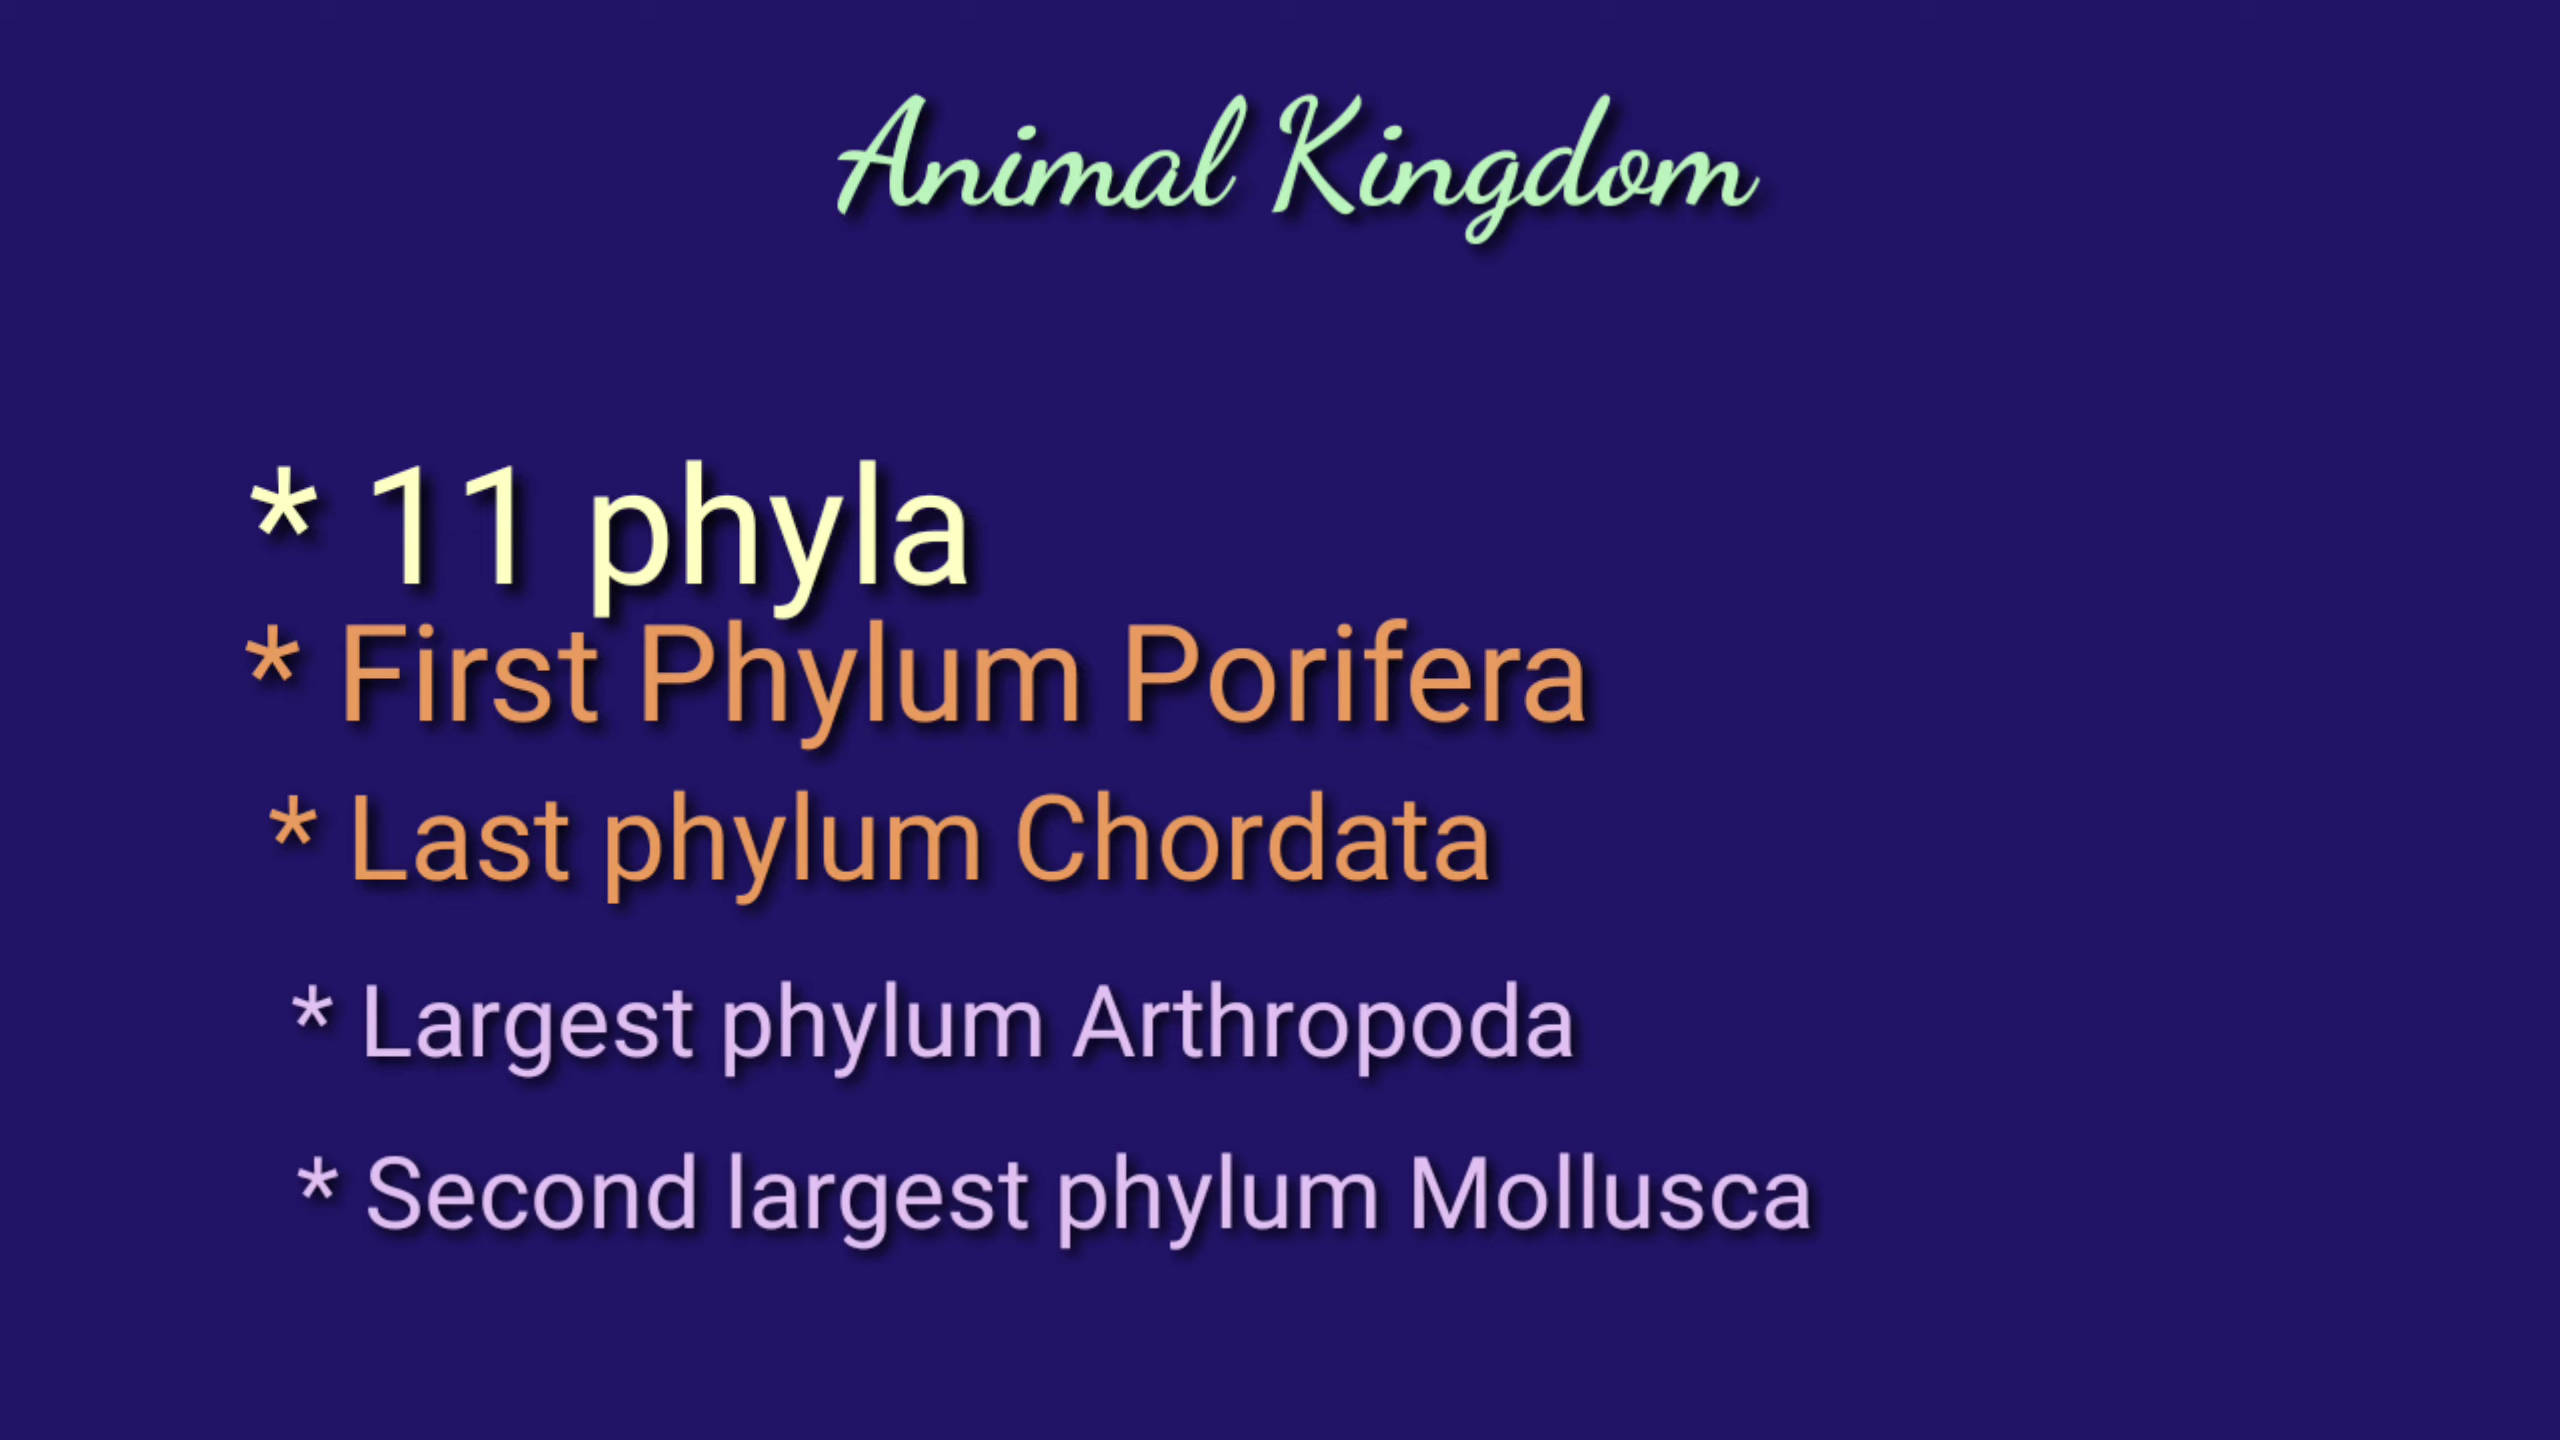 Animal Kingdom
* 11 phyla
* First Phylum Porifera
* Last phylum Chordata
* Largest phylum Arthropoda
* Second largest phylum Mollusca